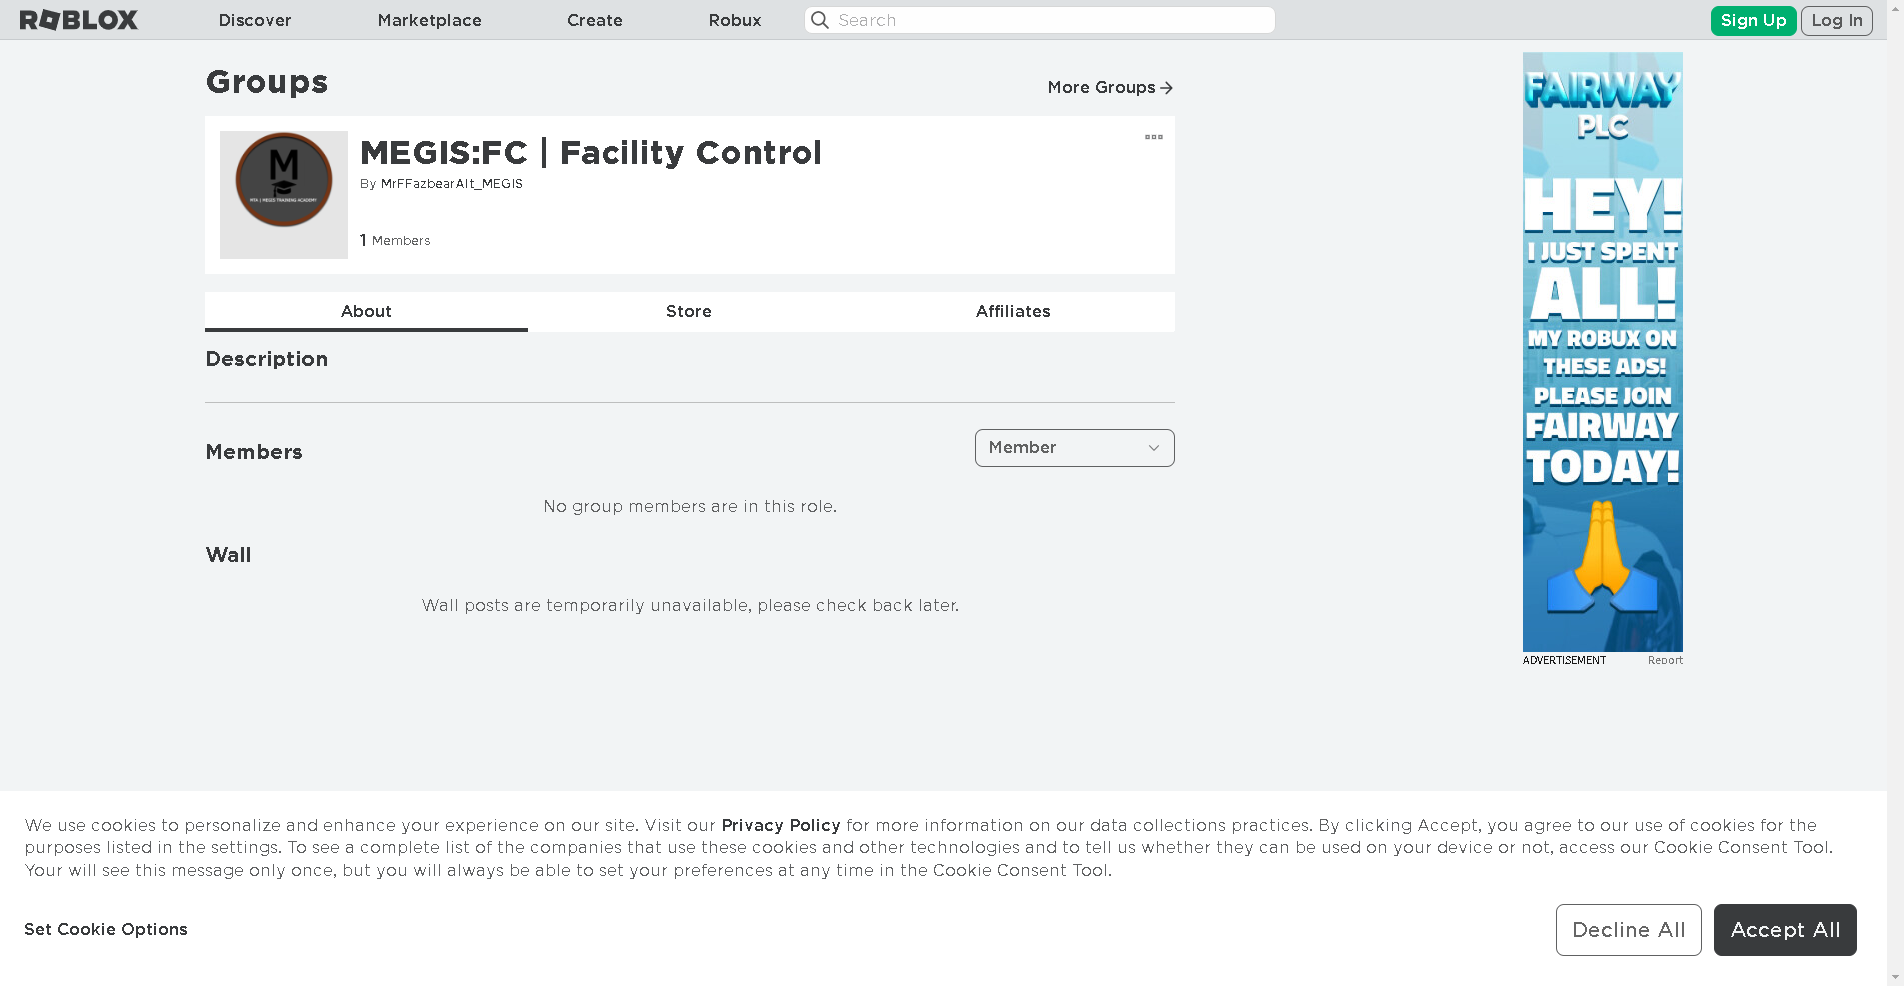 ROBLOX
Discover
Marketplace
Create
Robux
Search
Sign Up
Log In
Groups
More Groups
M
MTA | MEGIS TRAINING ACADEMY
MEGIS:FC | Facility Control
By MrFFazbearAlt_MEGIS
1 Members
About
Store
Affiliates
Description
Members
Member
No group members are in this role.
Wall
Wall posts are temporarily unavailable, please check back later.
FAIRWAY
PLC
HEY!
I JUST SPENT
ALL!
MY ROBUX ON
THESE ADS!
PLEASE JOIN
FAIRWAY
TODAY!
ADVERTISEMENT
Report
We use cookies to personalize and enhance your experience on our site. Visit our Privacy Policy for more information on our data collections practices. By clicking Accept, you agree to our use of cookies for the
purposes listed in the settings. To see a complete list of the companies that use these cookies and other technologies and to tell us whether they can be used on your device or not, access our Cookie Consent Tool.
Your will see this message only once, but you will always be able to set your preferences at any time in the Cookie Consent Tool.
Set Cookie Options
Decline All
Accept All